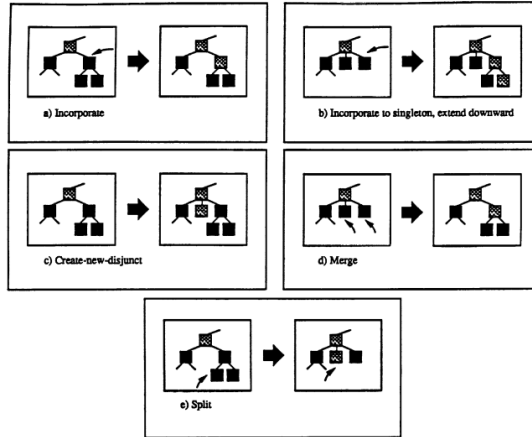 a) Incorporate
b) Incorporate to singleton, extend downward
c) Create-new-disjunct
d) Merge
e) Split